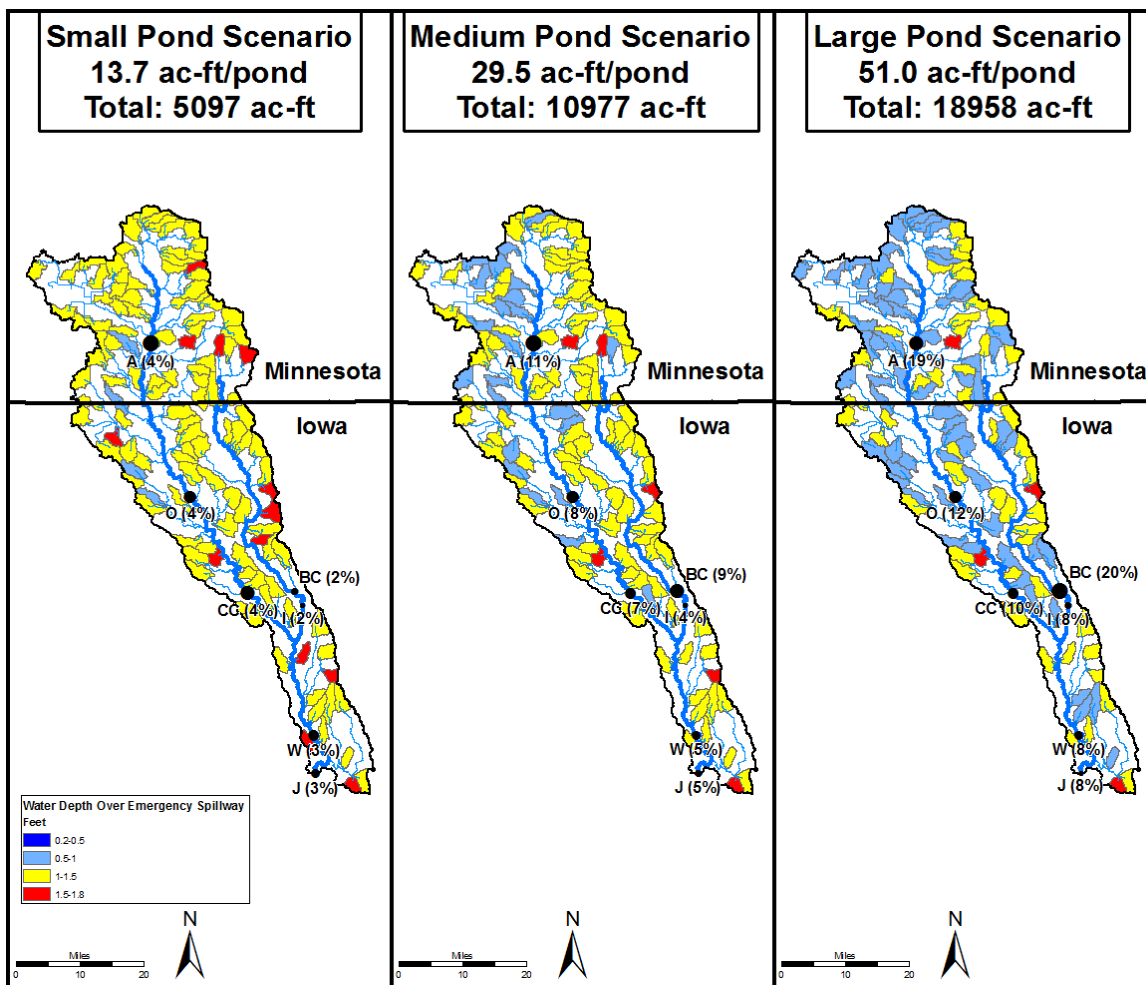 Small Pond Scenario
13.7 ac-ft/pond
Total: 5097 ac-ft
Medium Pond Scenario
29.5 ac-ft/pond
Total: 10977 ac-ft
Large Pond Scenario
51.0 ac-ft/pond
Total: 18958 ac-ft
A (4%)
Minnesota
Iowa
O (4%)
BC (2%)
CC (4%)
I (2%)
W (3%)
J (3%)
A (11%)
Minnesota
Iowa
O (8%)
BC (9%)
CC (7%)
I (4%)
W (5%)
J (5%)
A (19%)
Minnesota
Iowa
O (12%)
BC (20%)
CC (10%)
I (8%)
W (8%)
J (8%)
Water Depth Over Emergency Spillway
Feet
0.2-0.5
0.5-1
1-1.5
1.5-1.8
N
Miles
0 10 20
N
Miles
0 10 20
N
Miles
0 10 20